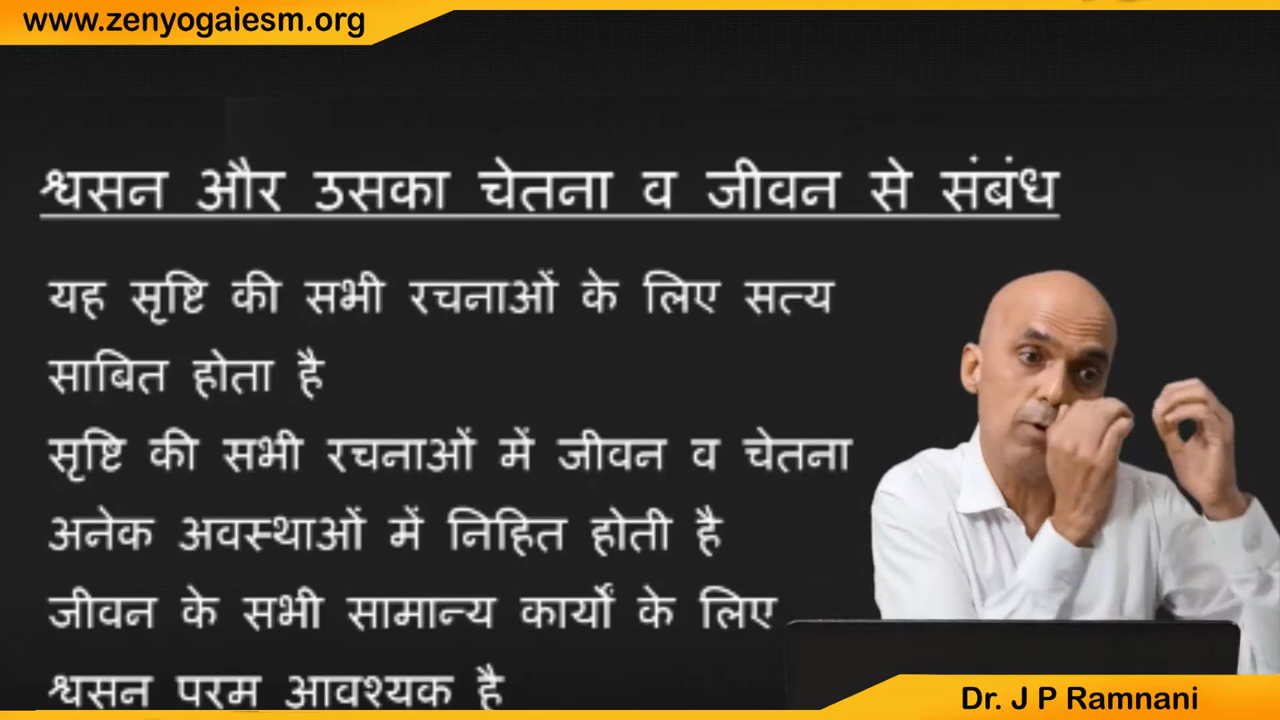 www.zenyogaiesm.org
श्वसन और उसका चेतना व जीवन से संबंध
यह सृष्टि की सभी रचनाओं के लिए सत्य
साबित होता है
सृष्टि की सभी रचनाओं में जीवन व चेतना
अनेक अवस्थाओं में निहित होती है
जीवन के सभी सामान्य कार्यों के लिए
श्वसन परम आवश्यक है
Dr. J P Ramnani